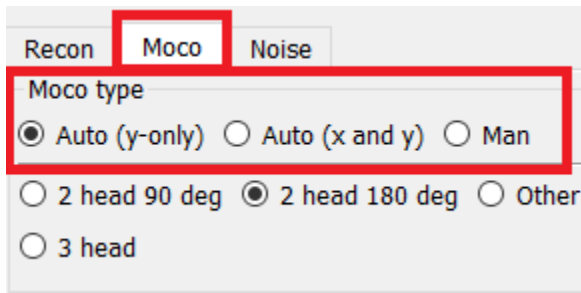 Recon Moco Noise
Moco type
Auto (y-only) Auto (x and y) Man
2 head 90 deg 2 head 180 deg Other
3 head